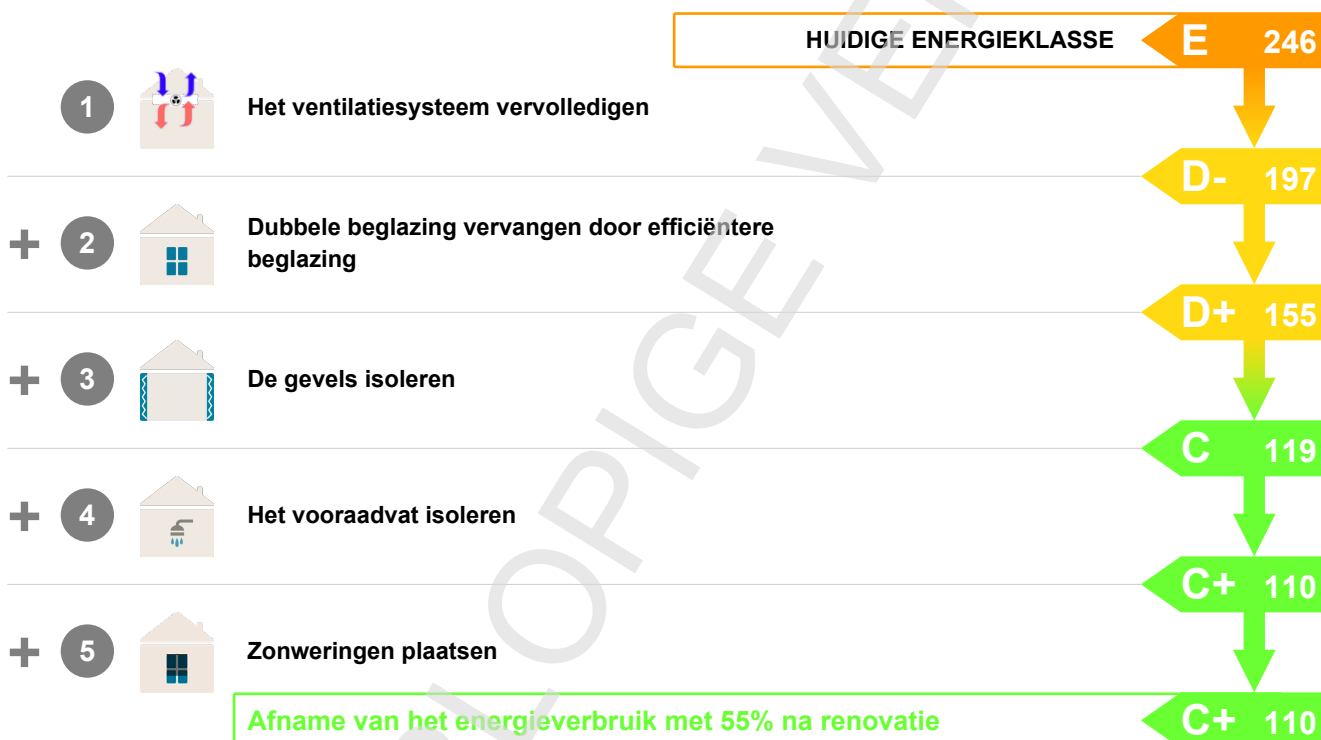 HUIDIGE ENERGIEKLASSE E 246
1 Het ventilatiesysteem vervolledigen
D- 197
+ 2 Dubbele beglazing vervangen door efficiëntere
beglazing
D+ 155
+ 3 De gevels isoleren
C 119
+ 4 Het vooraadvat isoleren
C+ 110
+ 5 Zonweringen plaatsen
Afname van het energieverbruik met 55% na renovatie C+ 110